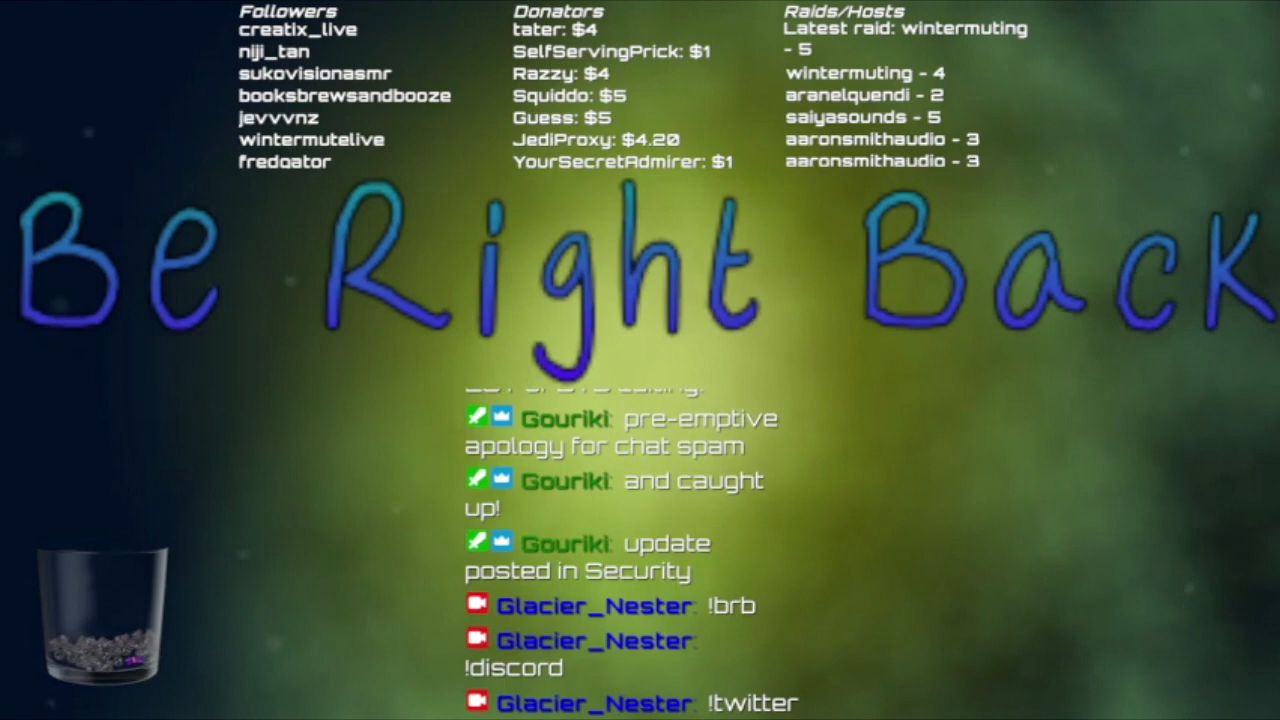 Followers
creatix_live
niji_tan
sukovisionasmr
booksbrewsandbooze
jevvvnz
wintermutelive
fredgator
Donators
tater: $4
SelfServingPrick: $1
Razzy: $4
Squiddo: $5
Guess: $5
JediProxy: $4.20
YourSecretAdmirer: $1
Raids/Hosts
Latest raid: wintermuting
- 5
wintermuting - 4
aranelquendi - 2
saiyasounds - 5
aaronsmithaudio - 3
aaronsmithaudio - 3
Be Right Back
Gouriki: pre-emptive
apology for chat spam
Gouriki: and caught
up!
Gouriki: update
posted in Security
Glacier_Nester: !brb
Glacier_Nester:
!discord
Glacier_Nester: !twitter